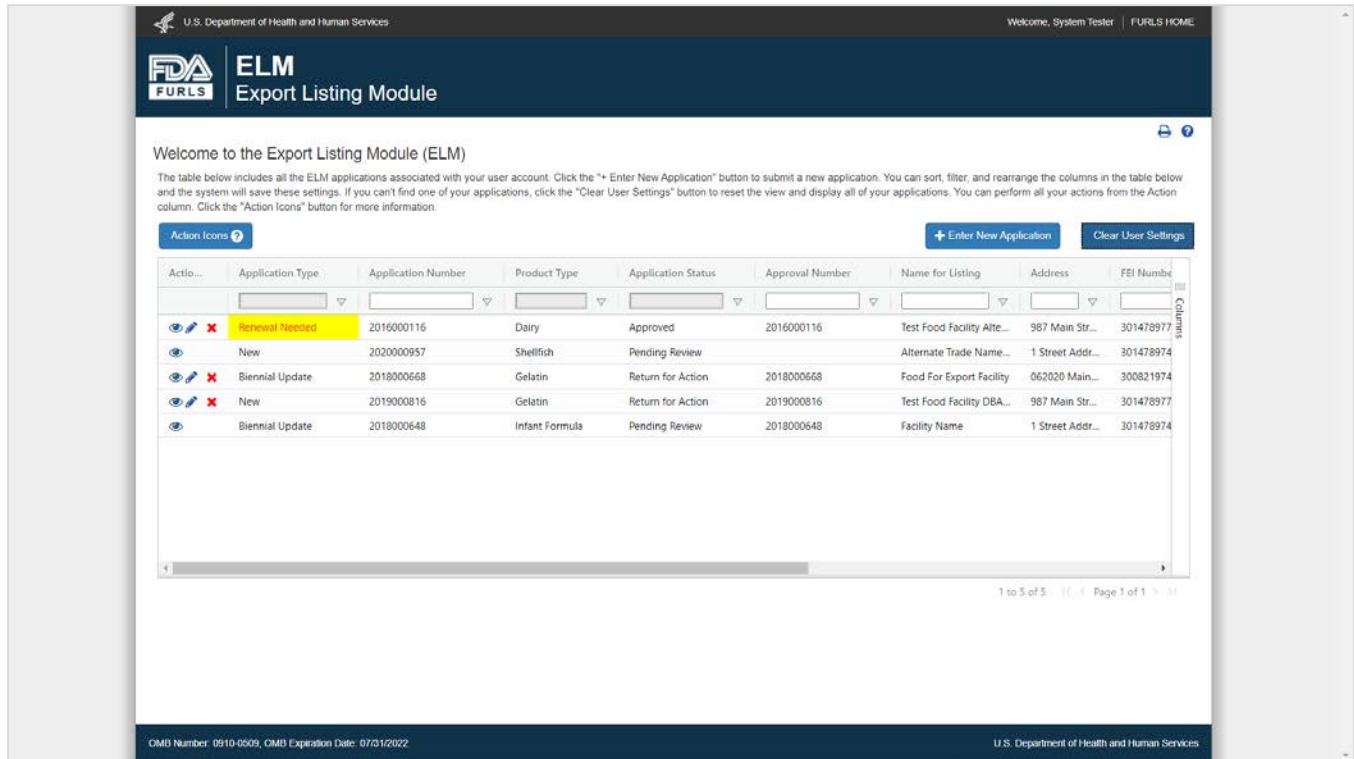 U.S. Department of Health and Human Services
Welcome, System Tester | FURLS HOME
FDA
FURLS
ELM
Export Listing Module
Welcome to the Export Listing Module (ELM)
The table below includes all the ELM applications associated with your user account. Click the "+ Enter New Application" button to submit a new application. You can sort, filter, and rearrange the columns in the table below
and the system will save these settings. If you can't find one of your applications, click the "Clear User Settings" button to reset the view and display all of your applications. You can perform all your actions from the Action
column. Click the "Action Icons" button for more information.
Action Icons ?
+ Enter New Application
Clear User Settings
Actio... Application Type Application Number Product Type Application Status Approval Number Name for Listing Address FEI Numbe
Columns
Renewal Needed 2016000116 Dairy Approved 2016000116 Test Food Facility Alte... 987 Main Str... 301478977
New 2020000957 Shellfish Pending Review Alternate Trade Name... 1 Street Addr... 301478974
Biennial Update 2018000668 Gelatin Return for Action 2018000668 Food For Export Facility 062020 Main... 300821974
New 2019000816 Gelatin Return for Action 2019000816 Test Food Facility DBA... 987 Main Str... 301478977
Biennial Update 2018000648 Infant Formula Pending Review 2018000648 Facility Name 1 Street Addr... 301478974
1 to 5 of 5 Page 1 of 1
OMB Number: 0910-0509, OMB Expiration Date: 07/31/2022
U.S. Department of Health and Human Services